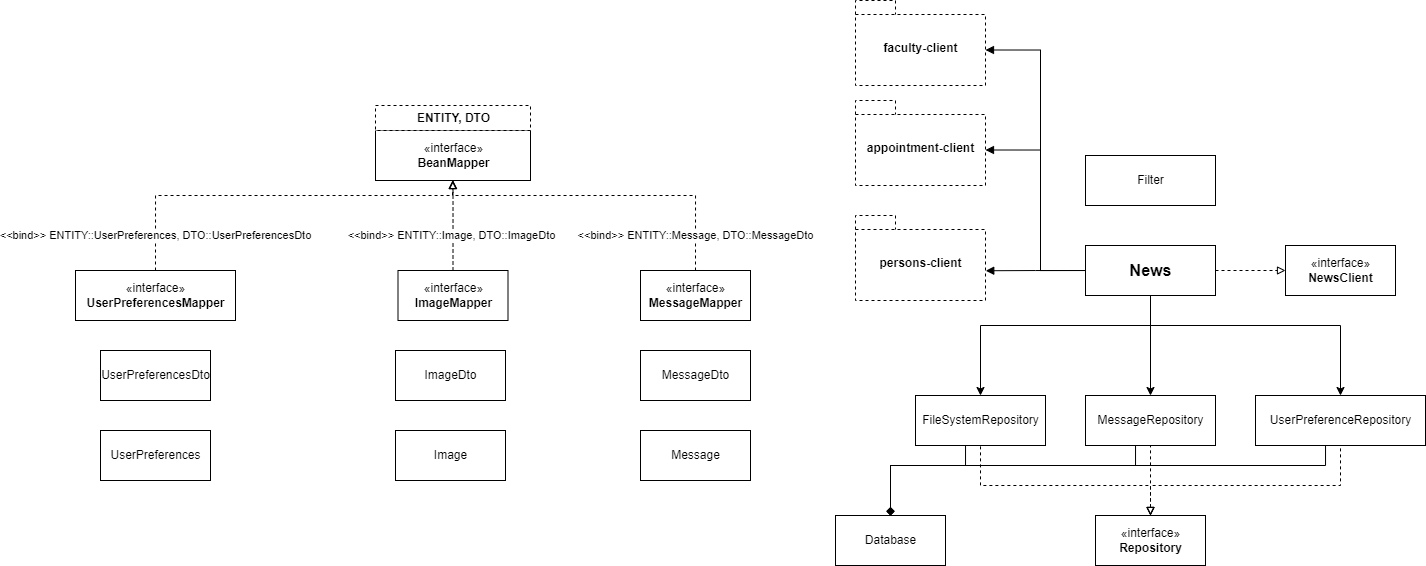 faculty-client
ENTITY, DTO
«interface»
BeanMapper
appointment-client
Filter
<<bind>> ENTITY::UserPreferences, DTO::UserPreferencesDto
<<bind>> ENTITY::Image, DTO::ImageDto
<<bind>> ENTITY::Message, DTO::MessageDto
persons-client
News
«interface»
NewsClient
«interface»
UserPreferencesMapper
«interface»
ImageMapper
«interface»
MessageMapper
UserPreferencesDto
ImageDto
MessageDto
FileSystemRepository
MessageRepository
UserPreferenceRepository
UserPreferences
Image
Message
Database
«interface»
Repository